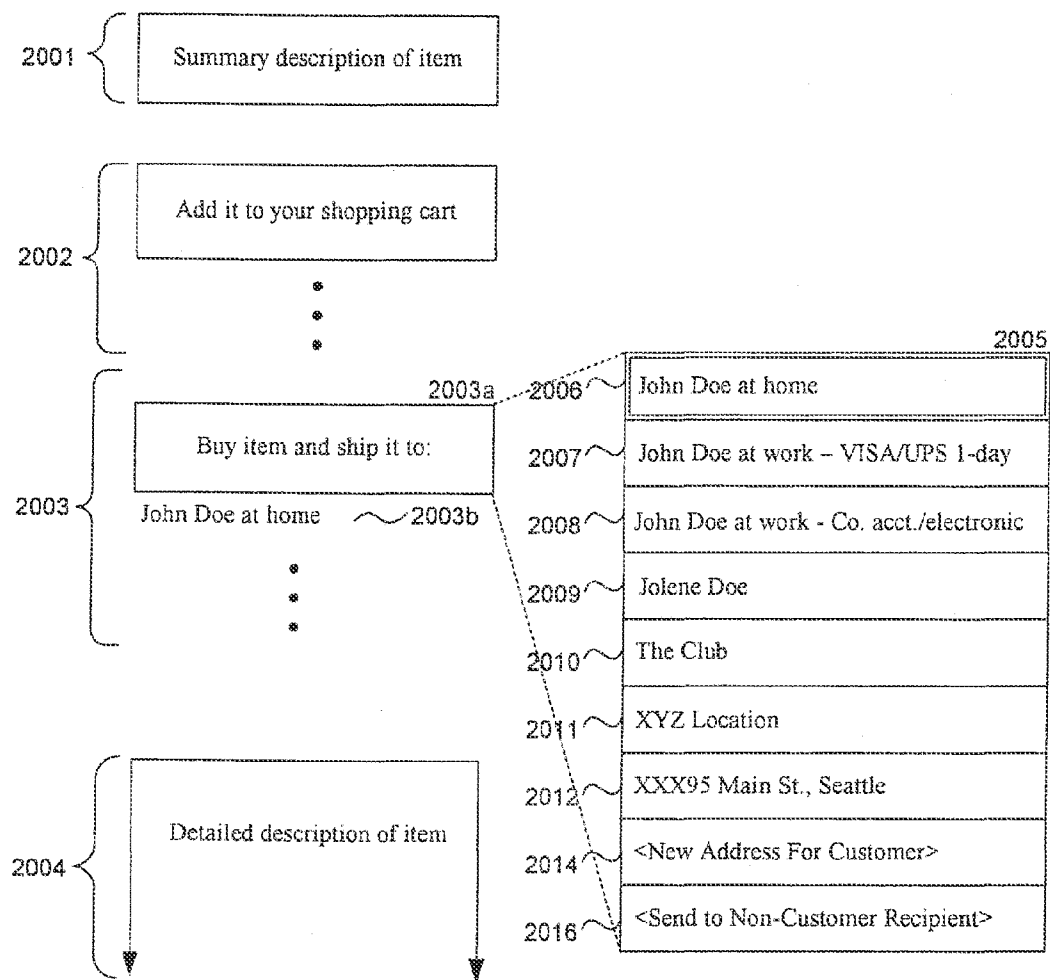 2001
Summary description of item
2002
Add it to your shopping cart
2003
2003a
Buy item and ship it to:
John Doe at home
2003b
2004
Detailed description of item
2005
2006
John Doe at home
2007
John Doe at work – VISA/UPS 1-day
2008
John Doe at work - Co. acct./electronic
2009
Jolene Doe
2010
The Club
2011
XYZ Location
2012
XXX95 Main St., Seattle
2014
<New Address For Customer>
2016
<Send to Non-Customer Recipient>